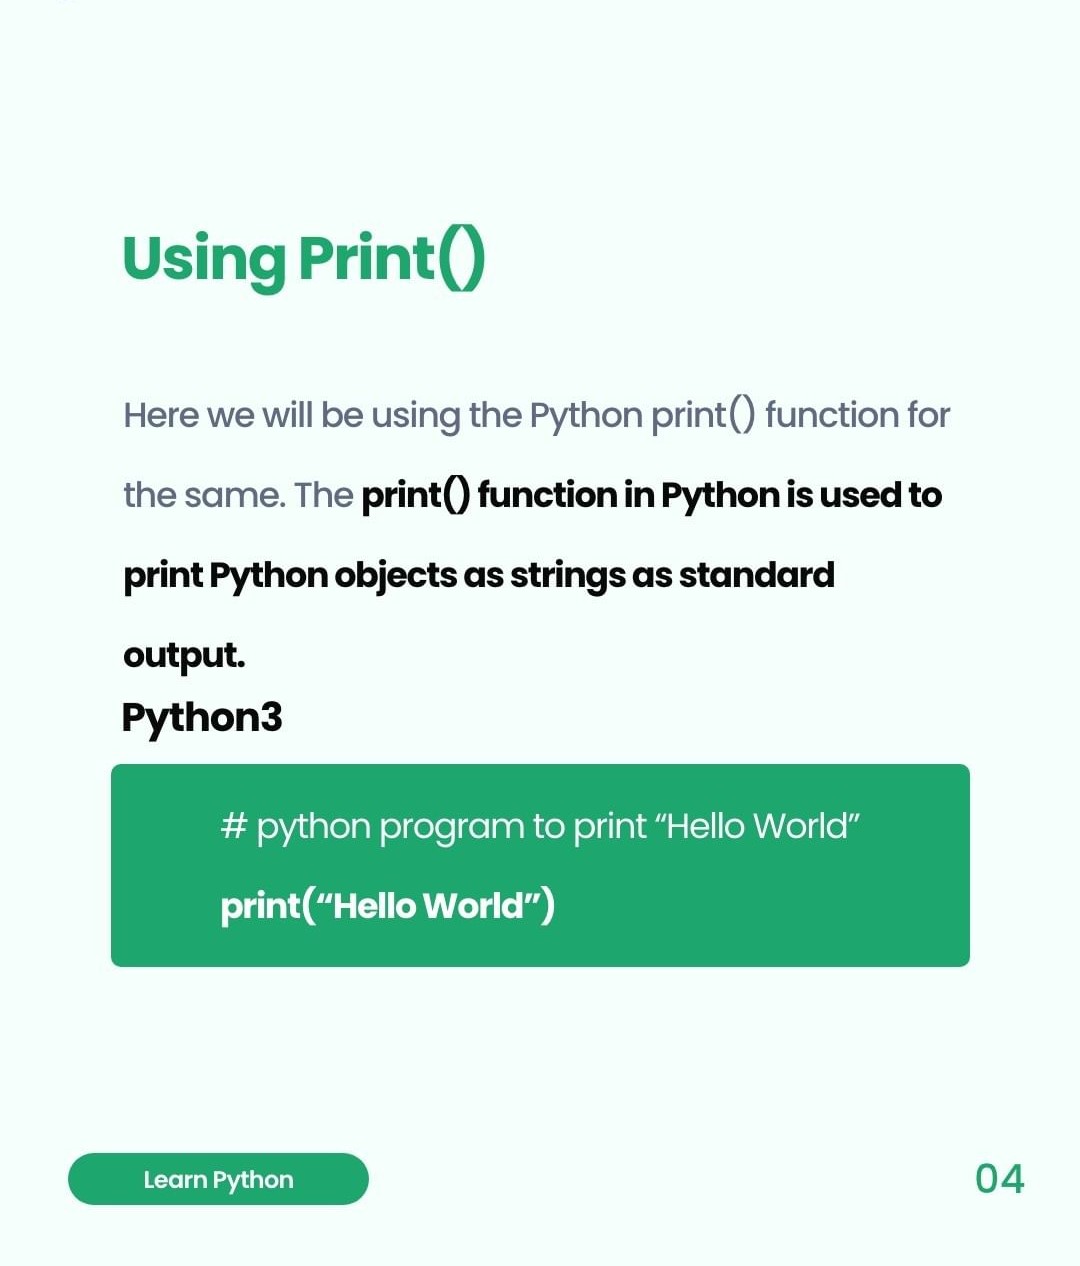 Using Print()
Here we will be using the Python print() function for
the same. The print() function in Python is used to
print Python objects as strings as standard
output.
Python3
# python program to print “Hello World”
print(“Hello World”)
Learn Python
04